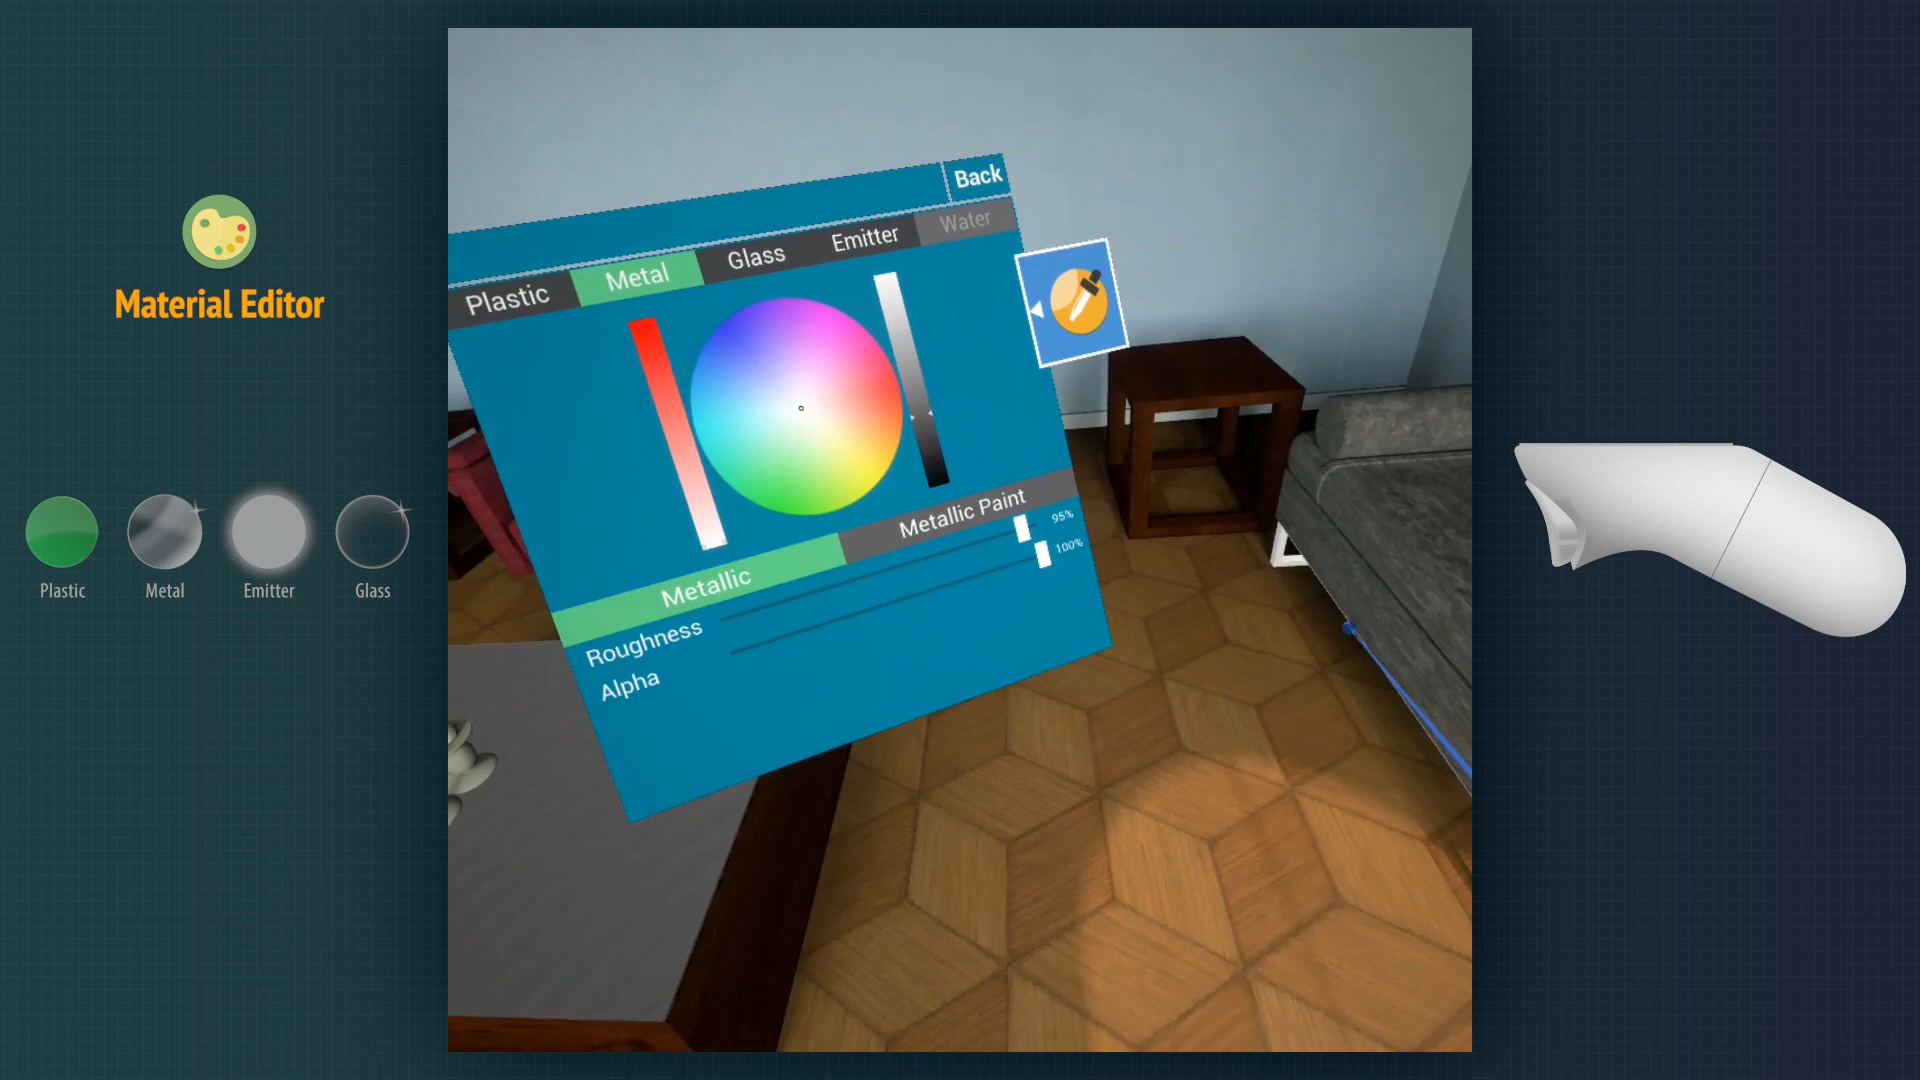 Material Editor
Plastic
Metal
Emitter
Glass
Back
Plastic Metal Glass Emitter Water
Metallic Metallic Paint
Roughness 95%
Alpha 100%